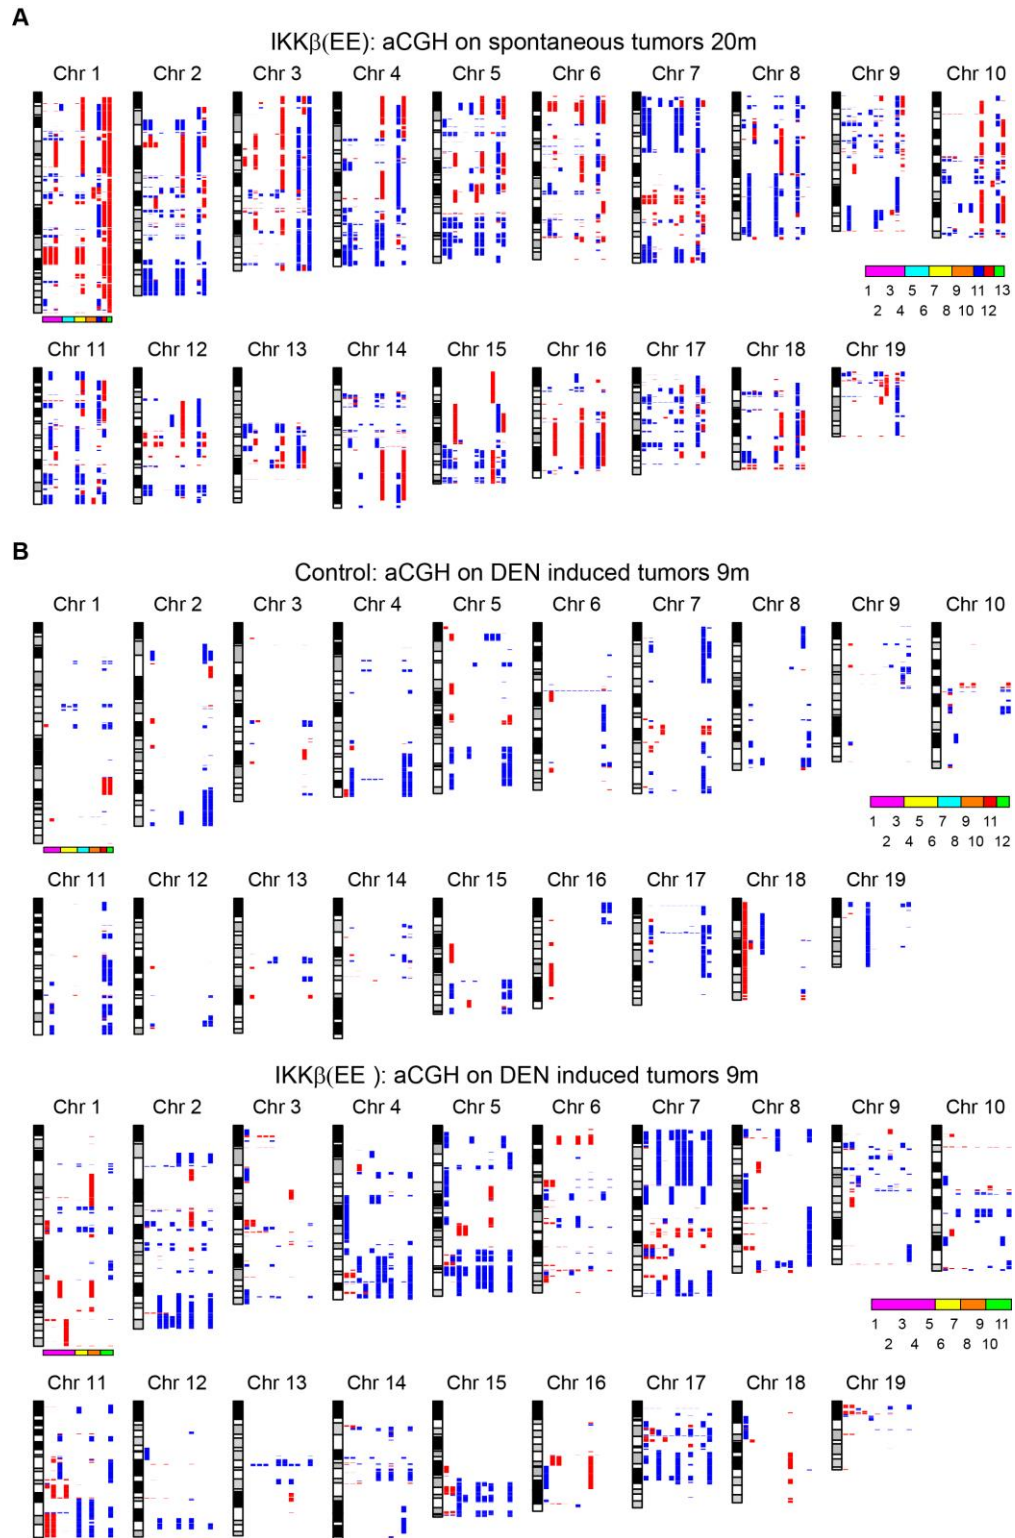 A
IKKβ(EE): aCGH on spontaneous tumors 20m
Chr 1 Chr 2 Chr 3 Chr 4 Chr 5 Chr 6 Chr 7 Chr 8 Chr 9 Chr 10
1 3 5 7 9 11 13
2 4 6 8 10 12
Chr 11 Chr 12 Chr 13 Chr 14 Chr 15 Chr 16 Chr 17 Chr 18 Chr 19
B
Control: aCGH on DEN induced tumors 9m
Chr 1 Chr 2 Chr 3 Chr 4 Chr 5 Chr 6 Chr 7 Chr 8 Chr 9 Chr 10
1 3 5 7 9 11
2 4 6 8 10 12
Chr 11 Chr 12 Chr 13 Chr 14 Chr 15 Chr 16 Chr 17 Chr 18 Chr 19
IKKβ(EE ): aCGH on DEN induced tumors 9m
Chr 1 Chr 2 Chr 3 Chr 4 Chr 5 Chr 6 Chr 7 Chr 8 Chr 9 Chr 10
1 3 5 7 9 11
2 4 6 8 10
Chr 11 Chr 12 Chr 13 Chr 14 Chr 15 Chr 16 Chr 17 Chr 18 Chr 19